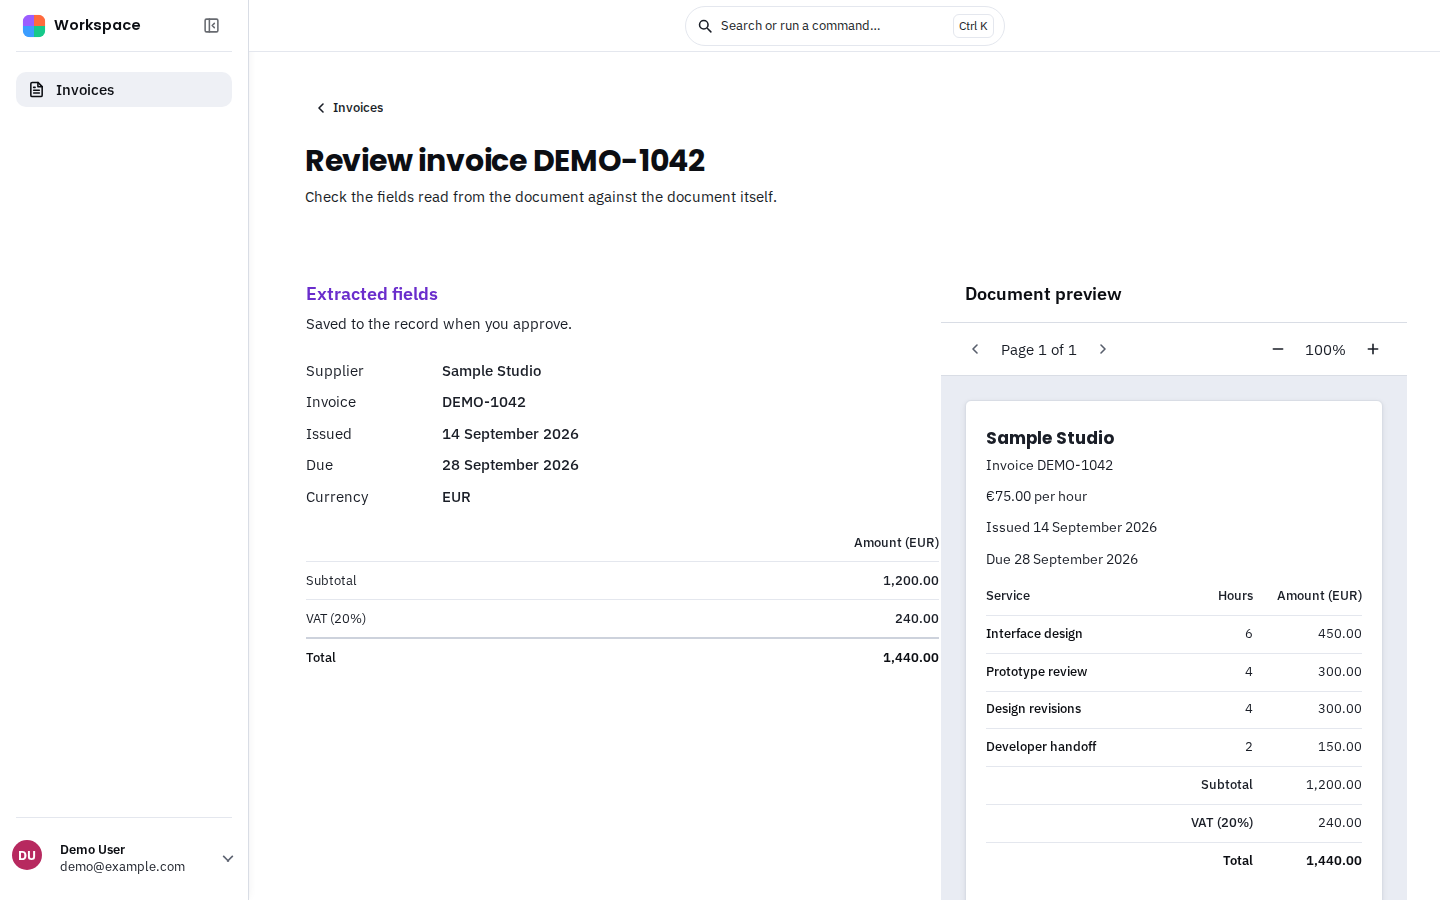 Workspace
Search or run a command...
Ctrl K
Invoices
Invoices
Review invoice DEMO-1042
Check the fields read from the document against the document itself.
Extracted fields
Saved to the record when you approve.
Supplier Sample Studio
Invoice DEMO-1042
Issued 14 September 2026
Due 28 September 2026
Currency EUR
Amount (EUR)
Subtotal 1,200.00
VAT (20%) 240.00
Total 1,440.00
Document preview
Page 1 of 1
100%
Sample Studio
Invoice DEMO-1042
€75.00 per hour
Issued 14 September 2026
Due 28 September 2026
Service Hours Amount (EUR)
Interface design 6 450.00
Prototype review 4 300.00
Design revisions 4 300.00
Developer handoff 2 150.00
Subtotal 1,200.00
VAT (20%) 240.00
Total 1,440.00
DU
Demo User
demo@example.com